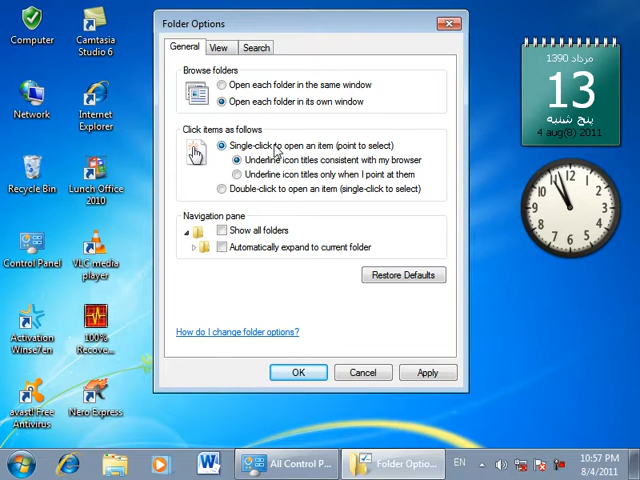 Computer
Camtasia
Studio 6
Network
Internet
Explorer
Recycle Bin
Lunch Office
2010
Control Panel
VLC media
player
Activation
Winse7en
100%
Recove...
avast! Free
Antivirus
Nero Express
Folder Options
General
View
Search
Browse folders
Open each folder in the same window
Open each folder in its own window
Click items as follows
Single-click to open an item (point to select)
Underline icon titles consistent with my browser
Underline icon titles only when I point at them
Double-click to open an item (single-click to select)
Navigation pane
Show all folders
Automatically expand to current folder
Restore Defaults
How do I change folder options?
OK
Cancel
Apply
مرداد 1390
13
پنج شنبه
4 aug(8) 2011
All Control P...
Folder Optio...
EN
10:57 PM
8/4/2011